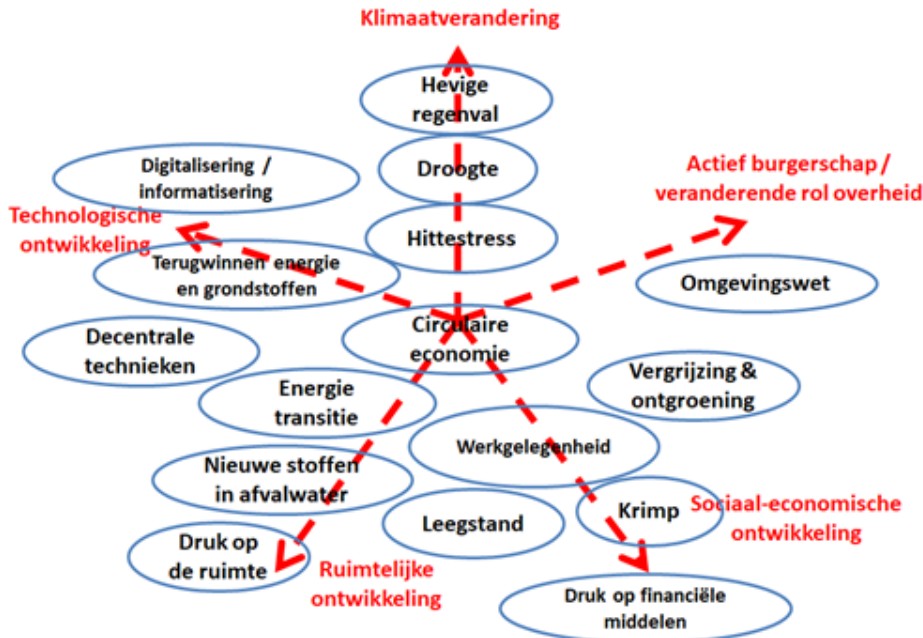 Klimaatverandering
Hevige
regenval
Digitalisering /
informatisering
Droogte
Actief burgerschap /
veranderende rol overheid
Technologische
ontwikkeling
Hittestress
Terugwinnen energie
en grondstoffen
Omgevingswet
Circulaire
economie
Decentrale
technieken
Vergrijzing &
ontgroening
Energie
transitie
Werkgelegenheid
Nieuwe stoffen
in afvalwater
Leegstand
Krimp
Sociaal-economische
ontwikkeling
Druk op
de ruimte
Ruimtelijke
ontwikkeling
Druk op financiële
middelen